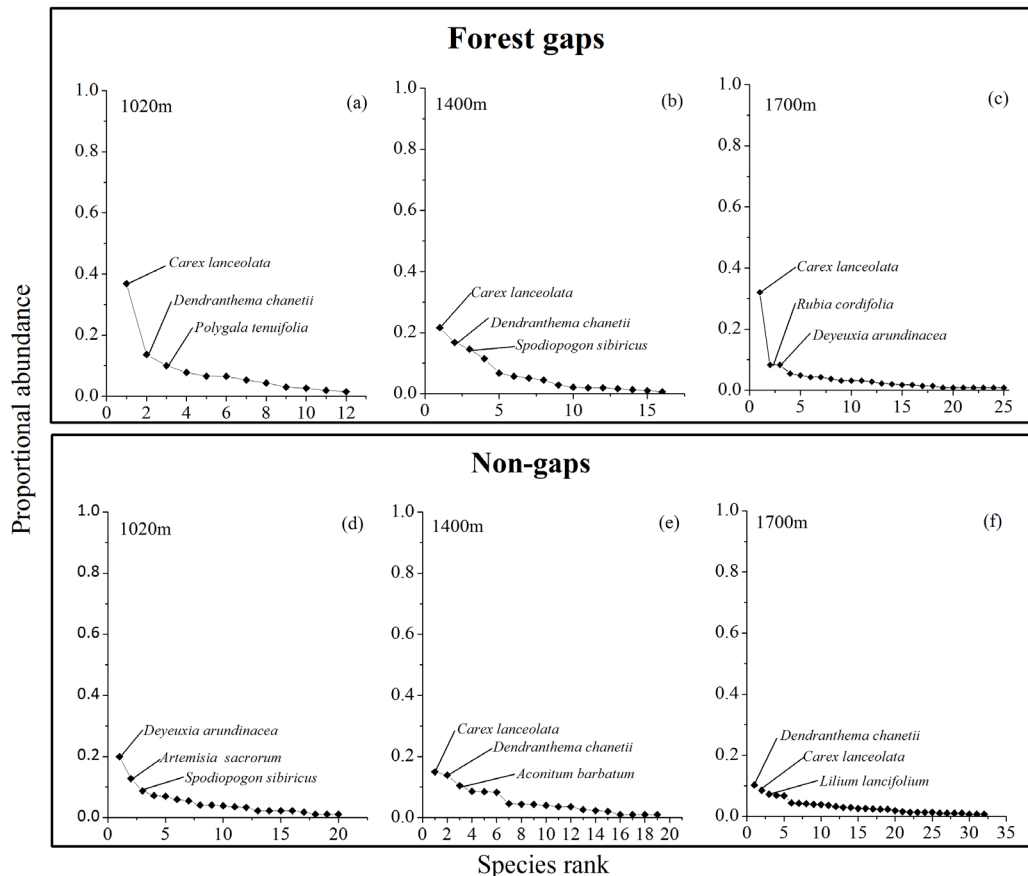 Forest gaps
1020m
(a)
1.0
0.8
0.6
0.4
0.2
0.0
Carex lanceolata
Dendranthema chanetii
Polygala tenuifolia
0 2 4 6 8 10 12
1400m
(b)
1.0
0.8
0.6
0.4
0.2
0.0
Carex lanceolata
Dendranthema chanetii
Spodiopogon sibiricus
0 5 10 15
1700m
(c)
1.0
0.8
0.6
0.4
0.2
0.0
Carex lanceolata
Rubia cordifolia
Deyeuxia arundinacea
0 5 10 15 20 25
Proportional abundance
Non-gaps
1020m
(d)
1.0
0.8
0.6
0.4
0.2
0.0
Deyeuxia arundinacea
Artemisia sacrorum
Spodiopogon sibiricus
0 5 10 15 20
1400m
(e)
1.0
0.8
0.6
0.4
0.2
0.0
Carex lanceolata
Dendranthema chanetii
Aconitum barbatum
0 2 4 6 8 10 12 14 16 18 20
1700m
(f)
1.0
0.8
0.6
0.4
0.2
0.0
Dendranthema chanetii
Carex lanceolata
Lilium lancifolium
0 5 10 15 20 25 30 35
Species rank